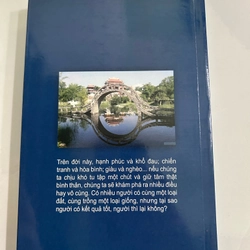 Trên đời này, hạnh phúc và khổ đau; chiến
tranh và hòa bình; giàu và nghèo... nếu chúng
ta chịu khó tu tập một chút và giữ tâm thật
bình thản, chúng ta sẽ khám phá ra nhiều điều
hay vô cùng. Có nhiều người có cùng một loại
đất, cùng trồng một loại giống, nhưng tại sao
người có kết quả tốt, người thì lại không?